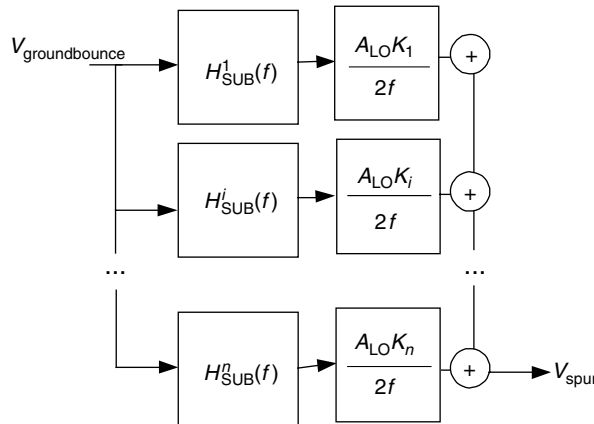 V_groundbounce
H^1_SUB(f)
A_LO K_1
2f
+
H^i_SUB(f)
A_LO K_i
2f
+
...
...
H^n_SUB(f)
A_LO K_n
2f
+
V_spur